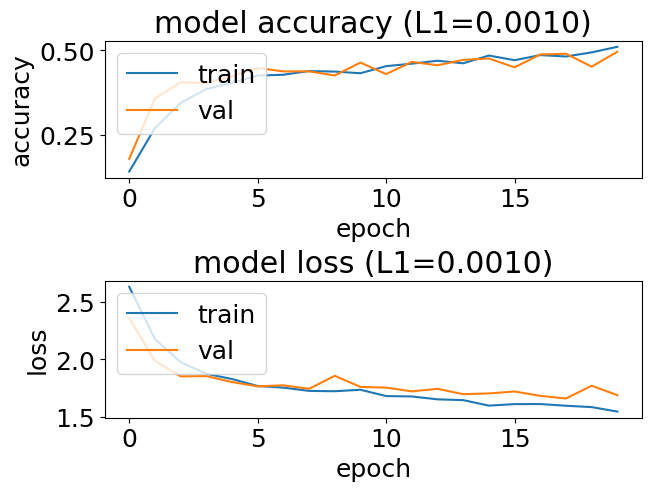 model accuracy (L1=0.0010)
0.50
0.25
accuracy
train
val
0 5 10 15
epoch
model loss (L1=0.0010)
2.5
2.0
1.5
loss
train
val
0 5 10 15
epoch